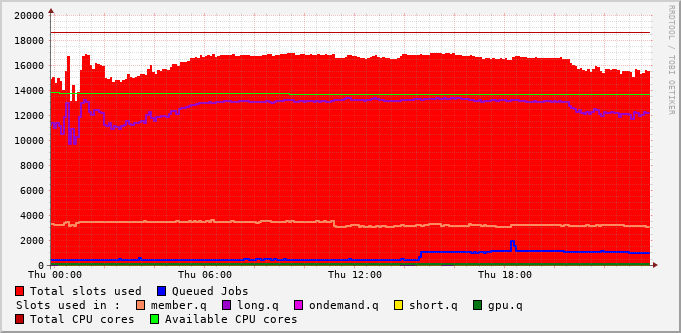 RRDTOOL / TOBI OETIKER
20000
18000
16000
14000
12000
10000
8000
6000
4000
2000
0
Thu 00:00 Thu 06:00 Thu 12:00 Thu 18:00
Total slots used Queued Jobs
Slots used in : member.q long.q ondemand.q short.q gpu.q
Total CPU cores Available CPU cores